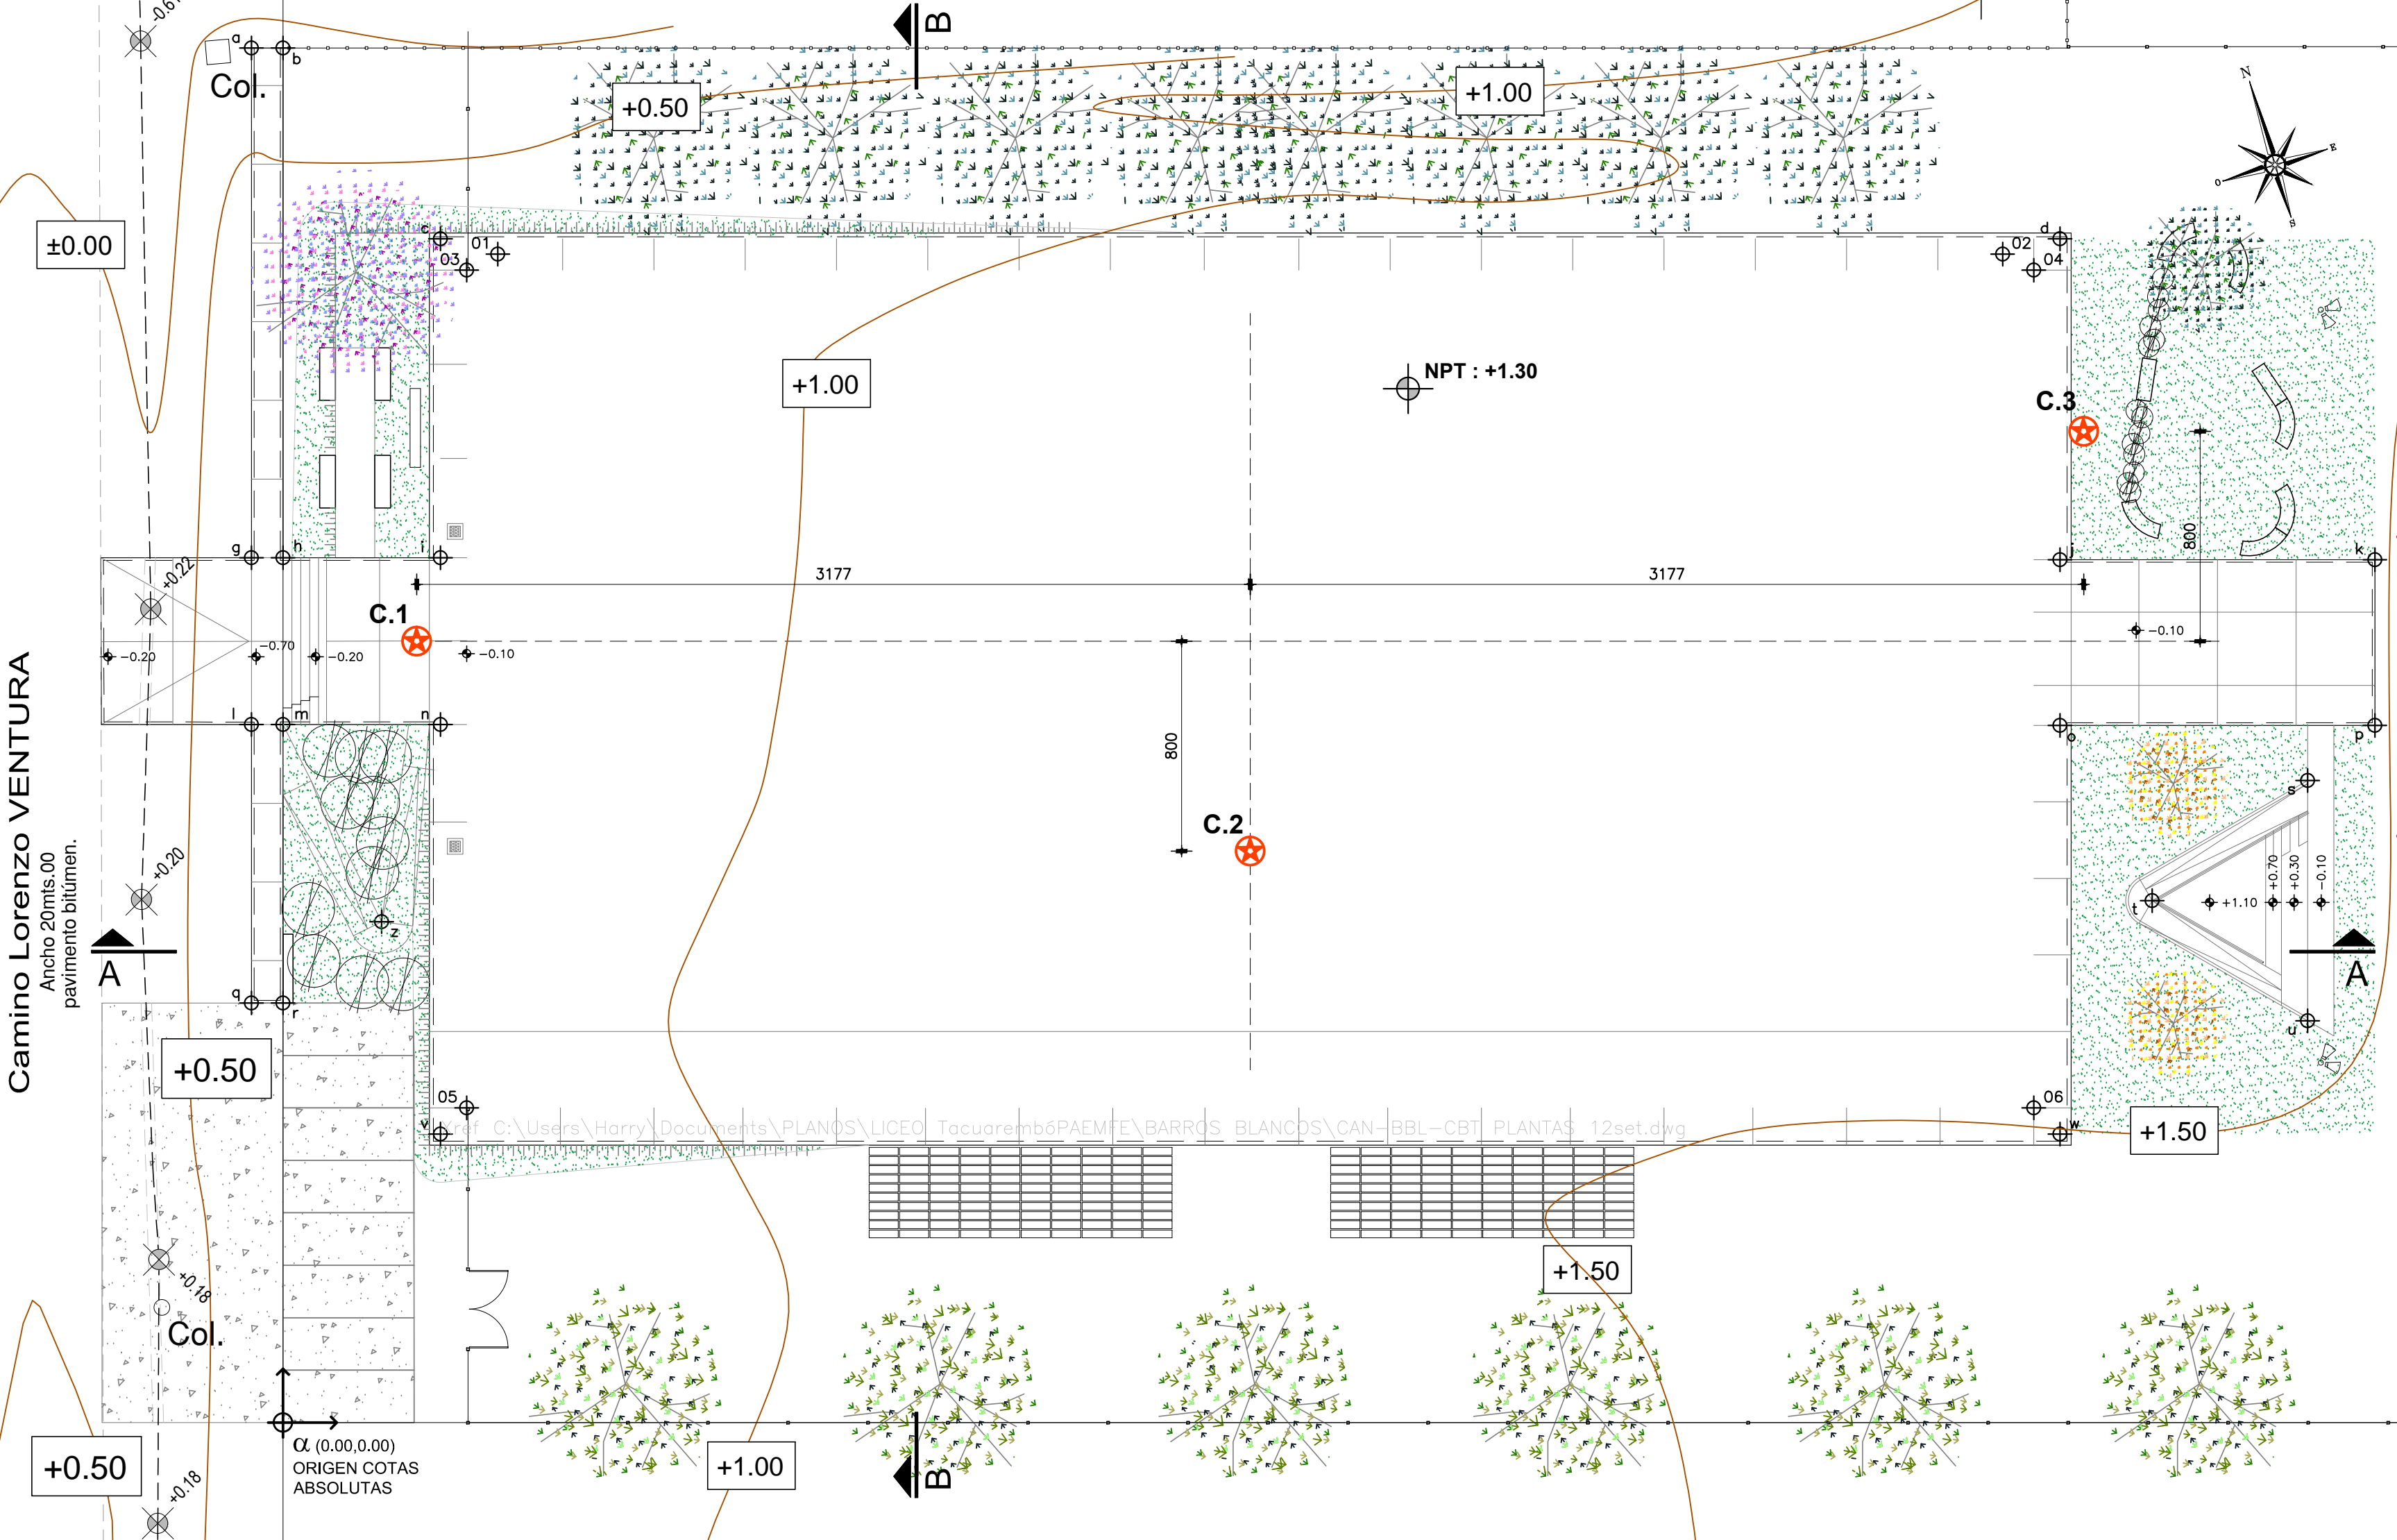 -0.61
B
a
b
Col.
+0.50
+1.00
N
E
O
S
±0.00
c
01
03
d
02
04
+1.00
NPT : +1.30
C.3
g
h
i
j
k
800
+0.22
3177
3177
C.1
-0.20
-0.70
-0.20
-0.10
-0.10
l
m
n
o
p
800
C.2
s
t
+1.10
+0.70
+0.30
-0.10
u
Camino Lorenzo VENTURA
Ancho 20mts.00
pavimento bitúmen.
+0.20
z
A
A
q
r
+0.50
05
06
v
w
Xref C:\Users\Harry\Documents\PLANOS\LICEO TacuarembóPAEMFE\BARROS BLANCOS\CAN-BBL-CBT PLANTAS 12set.dwg
+1.50
+0.18
+1.50
Col.
α (0.00,0.00)
ORIGEN COTAS
ABSOLUTAS
+0.50
+0.18
+1.00
B